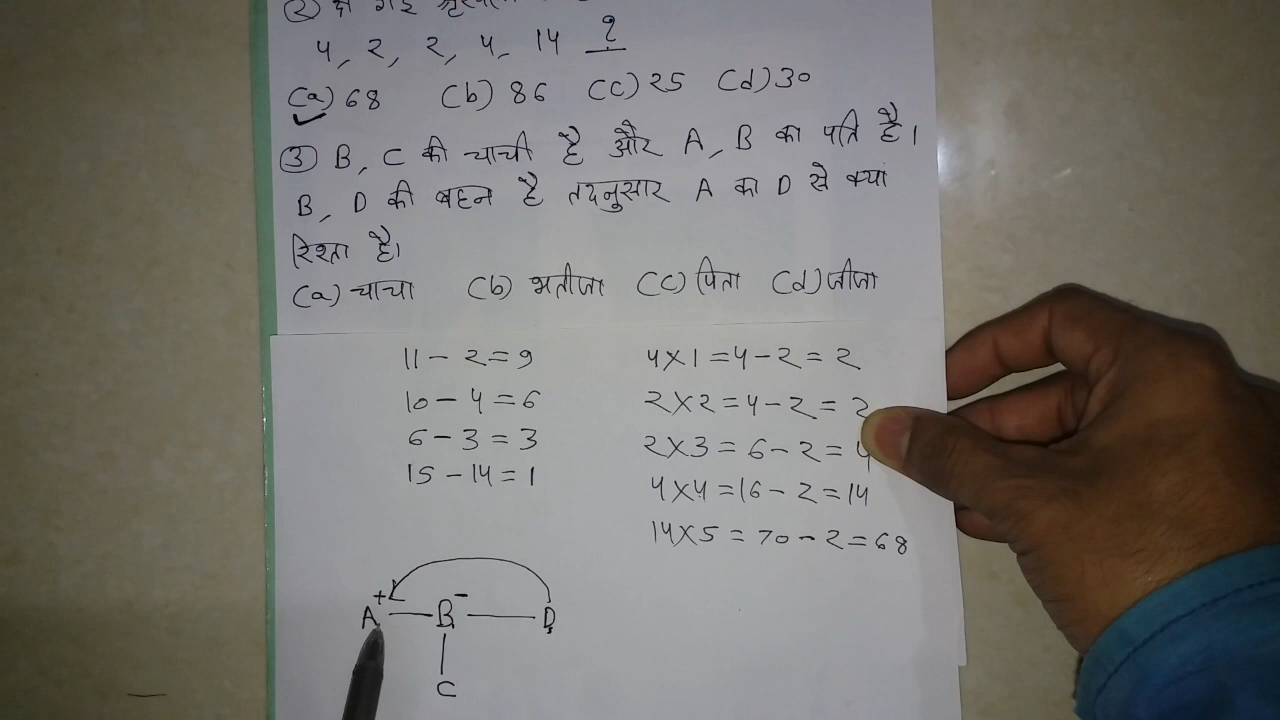 4, 2, 2, 4, 14 ?
(a) 68 (b) 86 (c) 25 (d) 30
③ B, C की चाची है और A, B का पति है।
B, D की बहन है तदनुसार A का D से क्या
रिश्ता है।
(a) चाचा (b) भतीजा (c) पिता (d) जीजा
11 - 2 = 9
10 - 4 = 6
6 - 3 = 3
15 - 14 = 1
4×1 = 4-2 = 2
2×2 = 4-2 = 2
2×3 = 6-2 = 4
4×4 = 16-2 = 14
14×5 = 70-2 = 68
A+ — B- — D
C